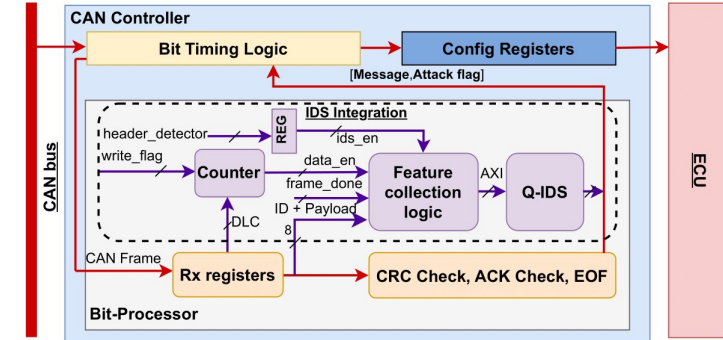 CAN Controller
Bit Timing Logic
Config Registers
[Message,Attack flag]
IDS Integration
header_detector
REG
ids_en
write_flag
Counter
data_en
frame_done
ID + Payload
8
DLC
Feature
collection
logic
AXI
Q-IDS
CAN Frame
Rx registers
CRC Check, ACK Check, EOF
Bit-Processor
CAN bus
ECU